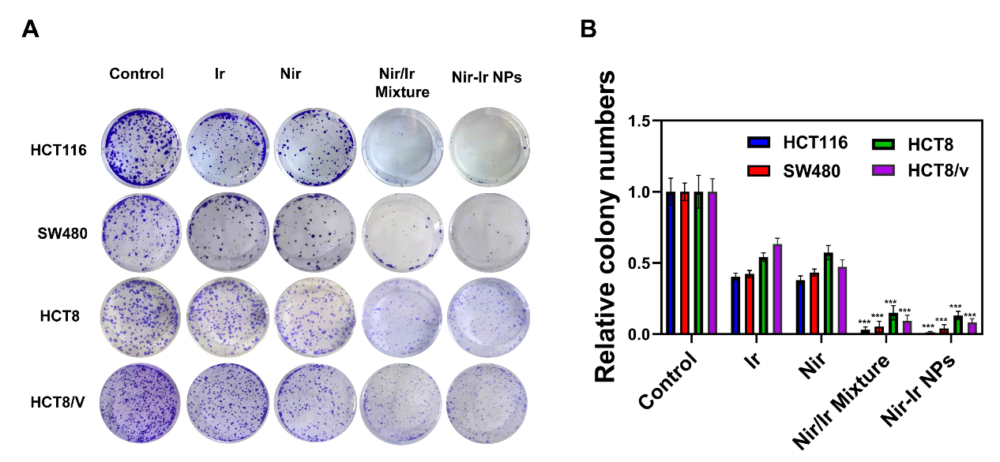 A
Control
Ir
Nir
Nir/Ir
Mixture
Nir-Ir NPs
HCT116
SW480
HCT8
HCT8/V
B
Relative colony numbers
1.5
1.0
0.5
0.0
HCT116
SW480
HCT8
HCT8/v
***
***
***
***
***
***
***
***
Control
Ir
Nir
Nir/Ir Mixture
Nir-Ir NPs